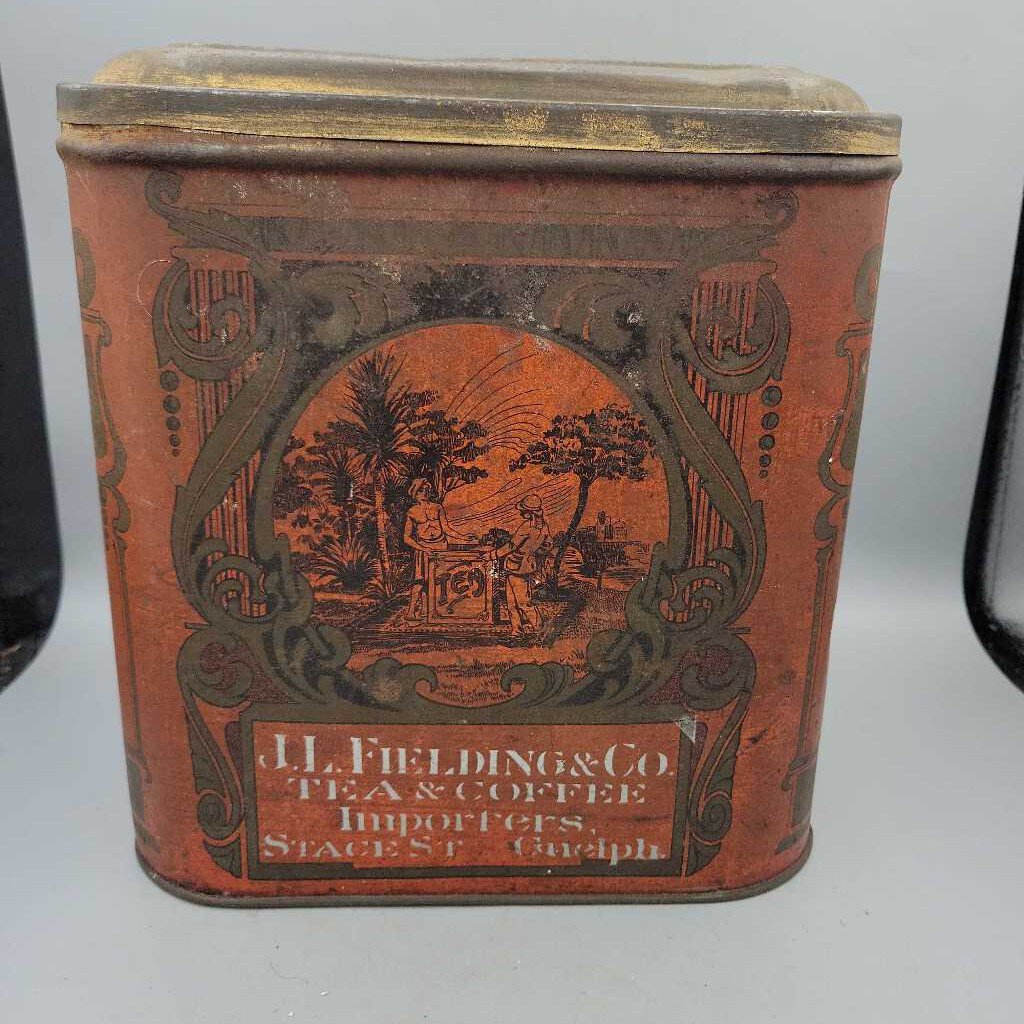 TEA
J.L. FIELDING & CO.
TEA & COFFEE
Importers,
STAGE ST Guelph.